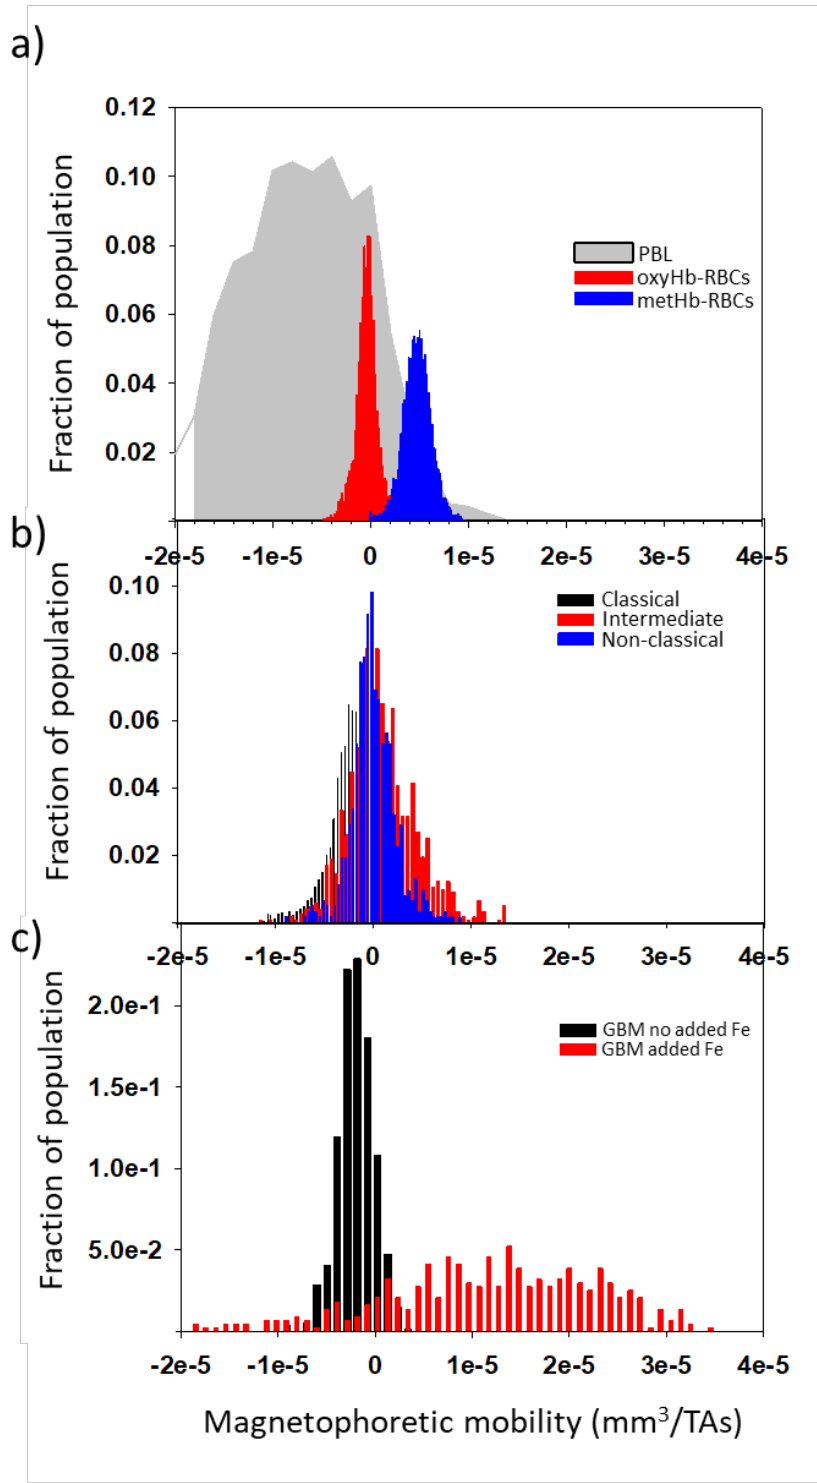 a)
Fraction of population
0.12
0.10
0.08
0.06
0.04
0.02
PBL
oxyHb-RBCs
metHb-RBCs
-2e-5 -1e-5 0 1e-5 2e-5 3e-5 4e-5
b)
Fraction of population
0.10
0.08
0.06
0.04
0.02
Classical
Intermediate
Non-classical
-2e-5 -1e-5 0 1e-5 2e-5 3e-5 4e-5
c)
Fraction of population
2.0e-1
1.5e-1
1.0e-1
5.0e-2
GBM no added Fe
GBM added Fe
-2e-5 -1e-5 0 1e-5 2e-5 3e-5 4e-5
Magnetophoretic mobility (mm³/TAs)